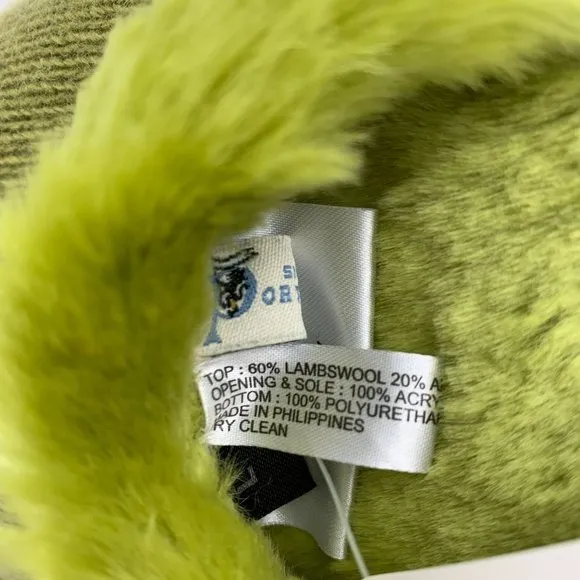 TOP : 60% LAMBSWOOL 20% A
OPENING & SOLE : 100% ACRY
BOTTOM : 100% POLYURETHA
MADE IN PHILIPPINES
RY CLEAN